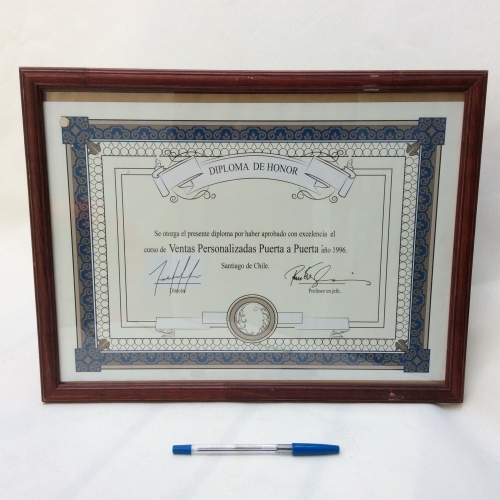 DIPLOMA DE HONOR
Se otorga el presente diploma por haber aprobado con excelencia el
curso de Ventas Personalizadas Puerta a Puerta año 1996.
Santiago de Chile.
Director Profesor en jefe.